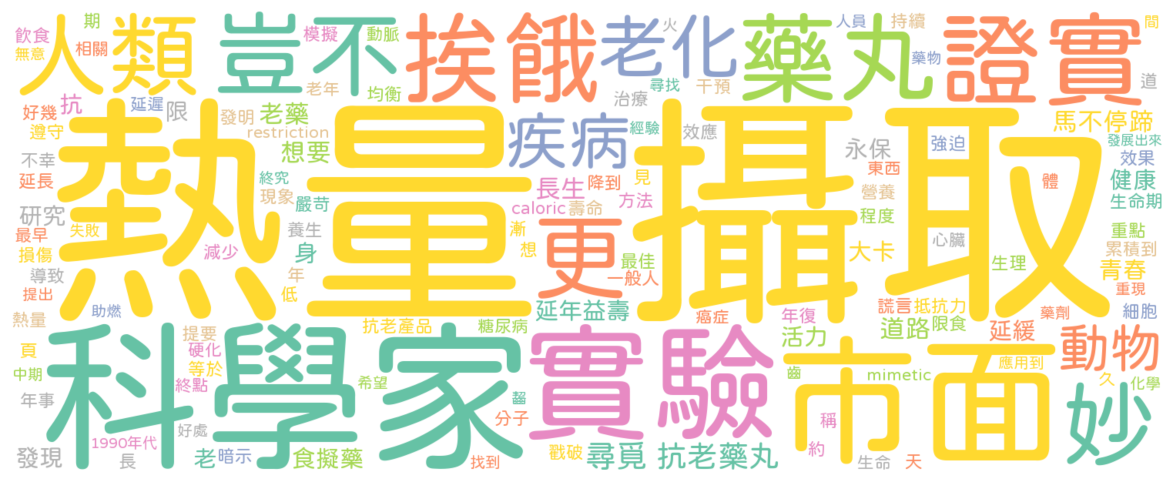 飲食 期 人類 豈不 模擬 動脈 挨餓 老化 火 藥丸 人員 持續 證實 間
無意 相關 老年 均衡 尋找 干預 藥物 道
好幾 抗 延遲 限 發明 老藥 治療 馬不停蹄
遵守 restriction 想要 疾病 經驗 效應 永保 強迫 發展出來
不幸 熱量攝取 終究 長生 降到 見 東西 效果
延長 現象 嚴苛 caloric 壽命 方法 營養 體 健康
研究 養生 漸 更 程度 生命期
最早 失敗 減少 身 想 最佳 大卡 心臟 重點
損傷 年 一般人 生理 累積到
導致 低 延年益壽 癌症 謊言 抵抗力 青春
提出 助燃 年復 藥劑 重現
熱量 抗老產品 糖尿病 活力 道路 限食 延緩 細胞
頁 科學家 提要 硬化 實驗 市面 動物
中期 等於 希望 齒 mimetic 應用到 久 化學
年事 終點 齧 分子 稱 妙
1990年代 好處
發現 長 老 暗示 食擬藥 找到 戳破 尋覓 抗老藥丸 約 生命 天